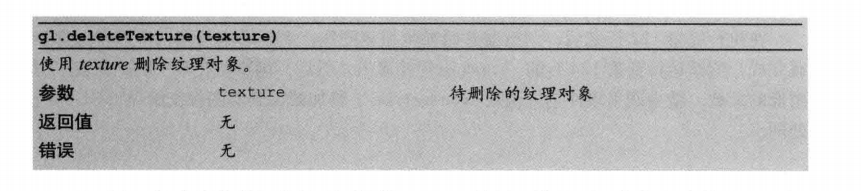 gl.deleteTexture(texture)
使用 texture 删除纹理对象。
参数 texture 待删除的纹理对象
返回值 无
错误 无